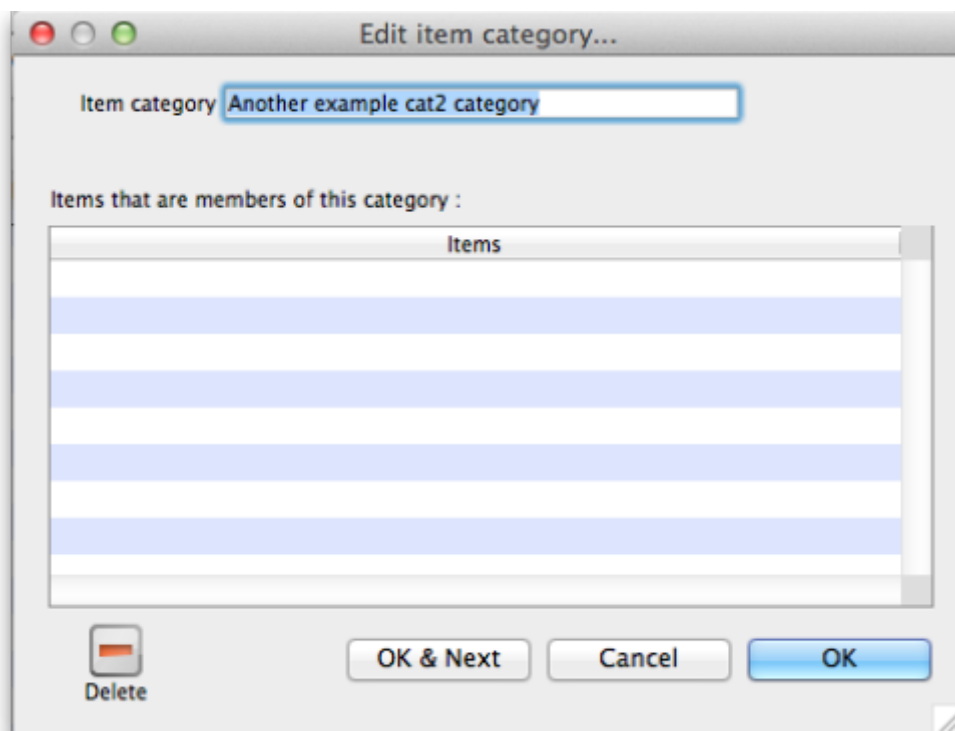 Edit item category...
Item category Another example cat2 category
Items that are members of this category :
Items
OK & Next Cancel OK
Delete